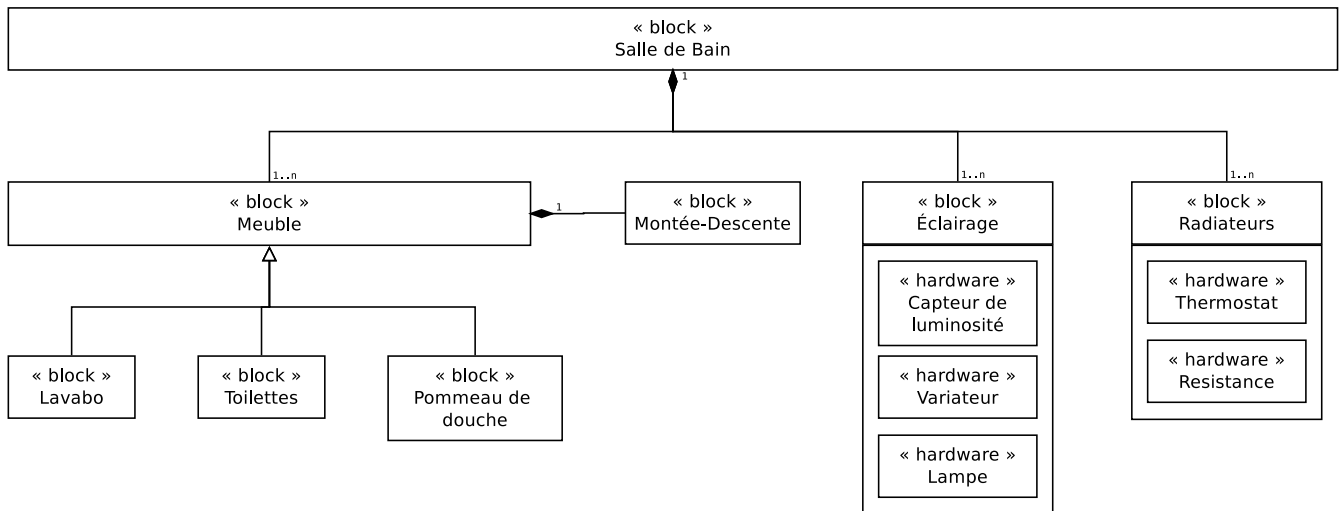 « block »
Salle de Bain
1
1..n
1..n
1..n
« block »
Meuble
1
« block »
Montée-Descente
« block »
Éclairage
« block »
Radiateurs
« hardware »
Capteur de
luminosité
« hardware »
Thermostat
« hardware »
Variateur
« hardware »
Resistance
« hardware »
Lampe
« block »
Lavabo
« block »
Toilettes
« block »
Pommeau de
douche